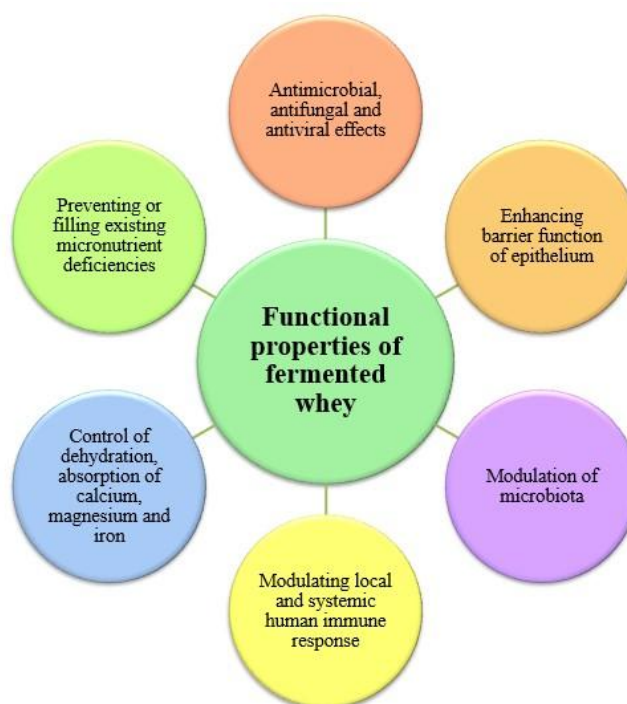 Antimicrobial,
antifungal and
antiviral effects
Enhancing
barrier function
of epithelium
Modulation of
microbiota
Modulating local
and systemic
human immune
response
Control of
dehydration,
absorption of
calcium,
magnesium and
iron
Preventing or
filling existing
micronutrient
deficiencies
Functional
properties of
fermented
whey